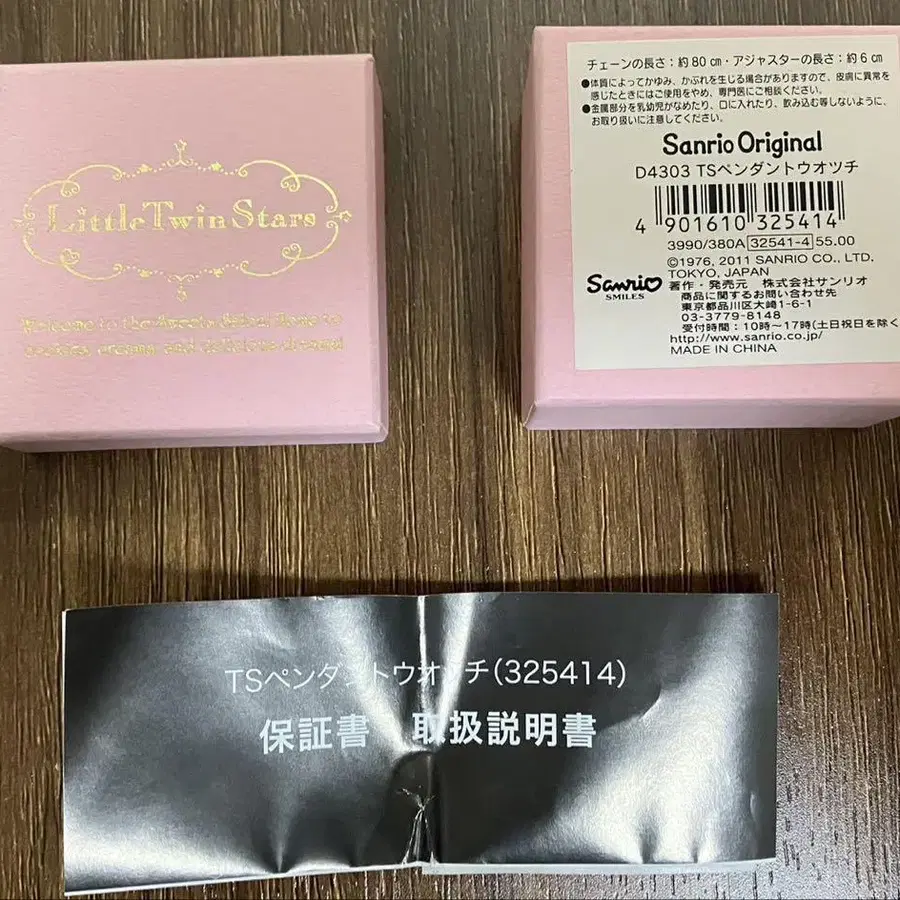 Little Twin Stars
Welcome to the Sweets Salon! Home to
and delicious dreams!
チェーンの長さ：約80㎝・アジャスターの長さ：約6㎝
●体質によってかゆみ、かぶれを生じる場合がありますので、皮膚に異常を
感じたときにはご使用をやめ、専門医にご相談ください。
●金属部分を乳幼児がなめたり、口に入れたり、飲み込む等しないように、
お取り扱いに注意してください。
Sanrio Original
D4303 TSペンダントウオツチ
4 901610 325414
3990/380A 32541-4 55.00
©1976, 2011 SANRIO CO., LTD.
TOKYO, JAPAN
Sanrio
SMILES
著作・発売元 株式会社サンリオ
商品に関するお問い合わせ先
東京都品川区大崎1-6-1
03-3779-8148
受付時間：10時～17時(土日祝日を除く
http://www.sanrio.co.jp/
MADE IN CHINA
TSペンダントウオツチ(325414)
保証書 取扱説明書